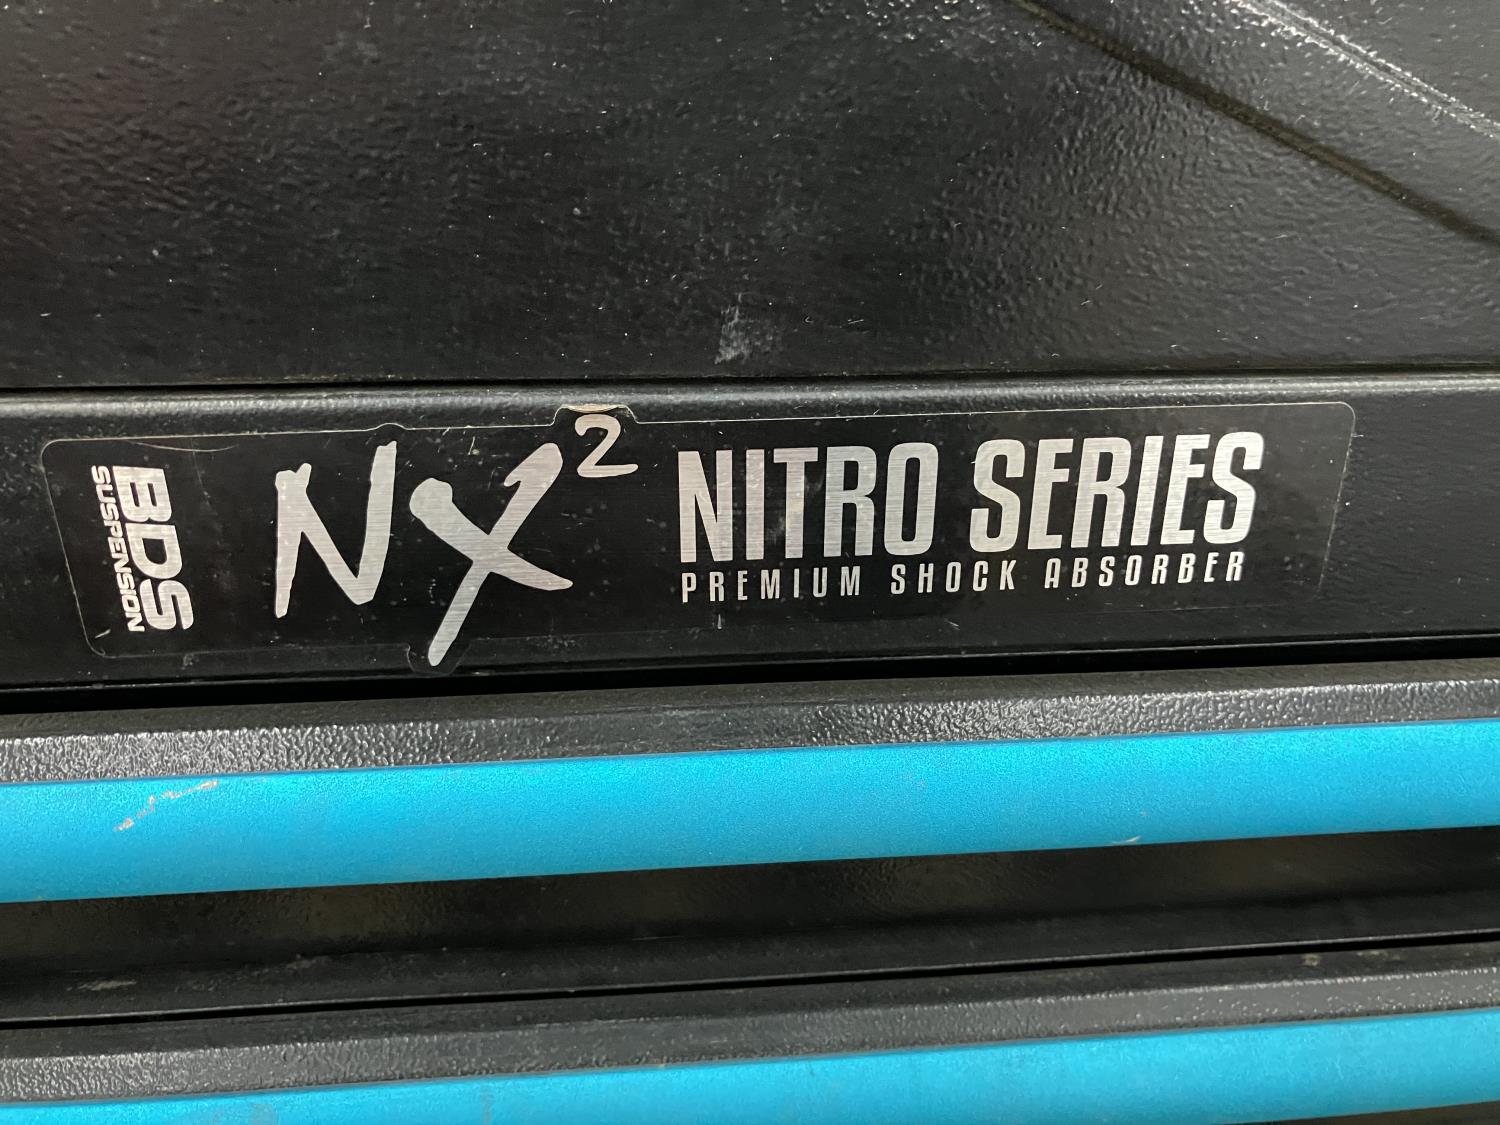 BDS
SUSPENSION
NX²
NITRO SERIES
PREMIUM SHOCK ABSORBER